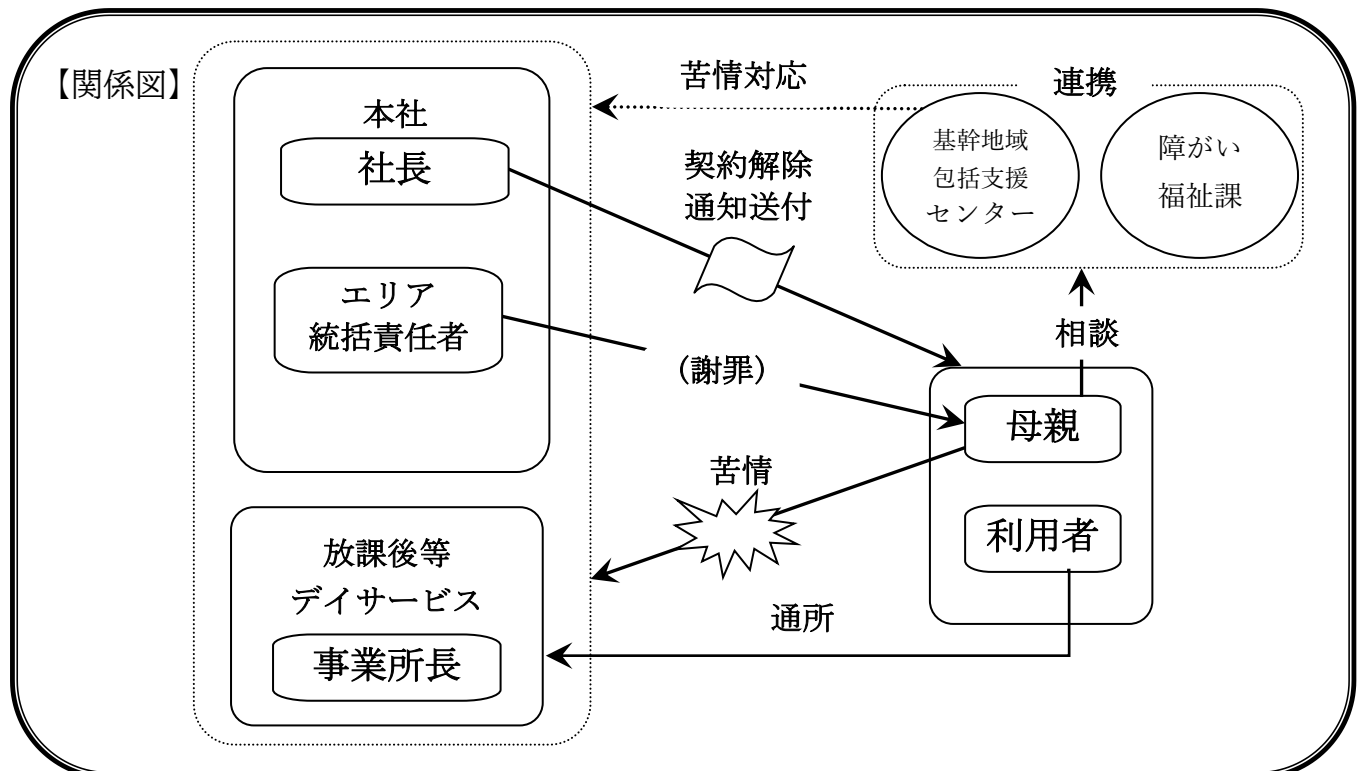 【関係図】
本社
社長
エリア
統括責任者
放課後等
デイサービス
事業所長
苦情対応
契約解除
通知送付
（謝罪）
苦情
通所
連携
基幹地域
包括支援
センター
障がい
福祉課
相談
母親
利用者